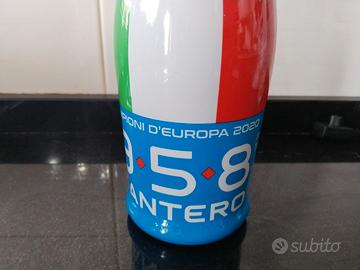 PIONI D'EUROPA 2020
9·5·8
ANTERO
subito